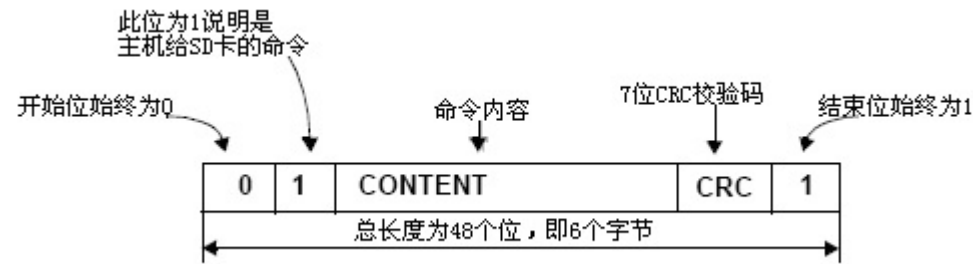 此位为1说明是
主机给SD卡的命令
开始位始终为0
命令内容
7位CRC校验码
结束位始终为1
0 1 CONTENT CRC 1
总长度为48个位，即6个字节